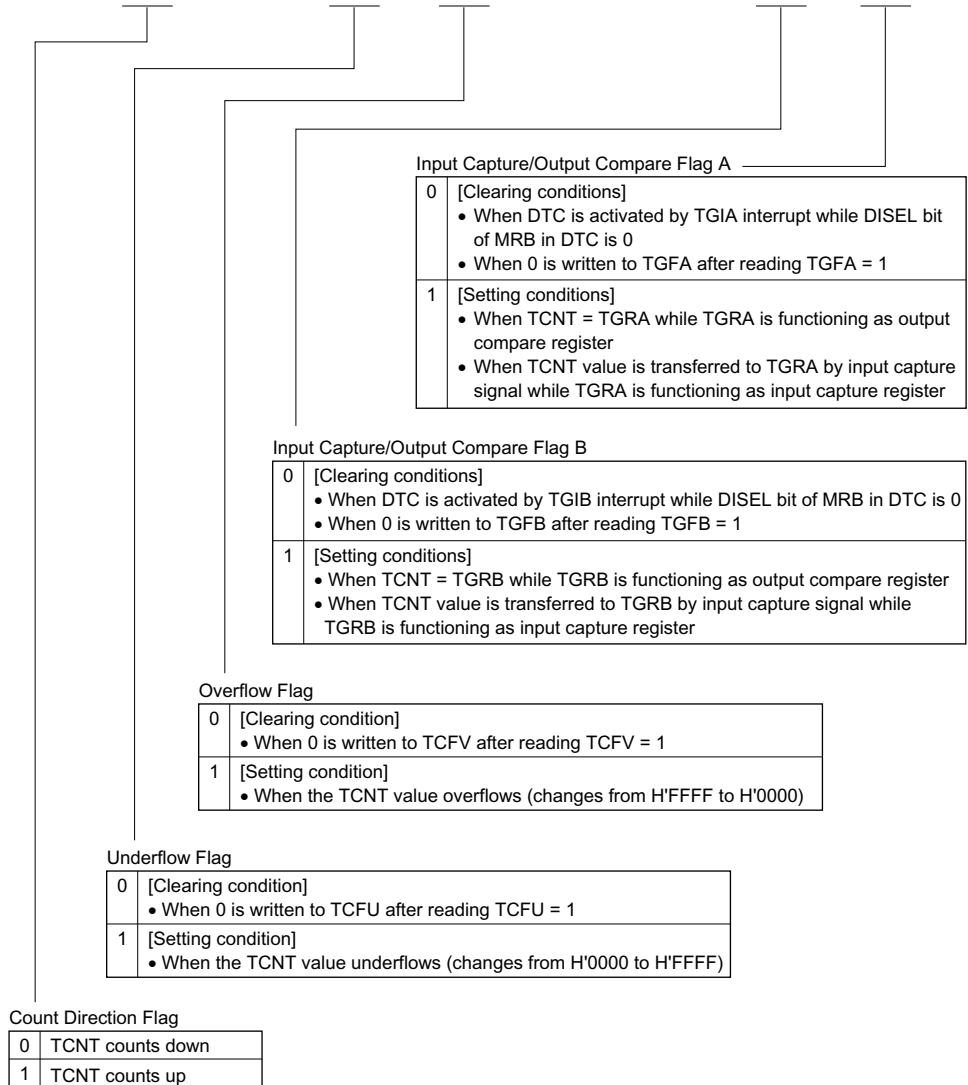 Input Capture/Output Compare Flag A
0 [Clearing conditions]
• When DTC is activated by TGIA interrupt while DISEL bit
of MRB in DTC is 0
• When 0 is written to TGFA after reading TGFA = 1
1 [Setting conditions]
• When TCNT = TGRA while TGRA is functioning as output
compare register
• When TCNT value is transferred to TGRA by input capture
signal while TGRA is functioning as input capture register
Input Capture/Output Compare Flag B
0 [Clearing conditions]
• When DTC is activated by TGIB interrupt while DISEL bit of MRB in DTC is 0
• When 0 is written to TGFB after reading TGFB = 1
1 [Setting conditions]
• When TCNT = TGRB while TGRB is functioning as output compare register
• When TCNT value is transferred to TGRB by input capture signal while
TGRB is functioning as input capture register
Overflow Flag
0 [Clearing condition]
• When 0 is written to TCFV after reading TCFV = 1
1 [Setting condition]
• When the TCNT value overflows (changes from H'FFFF to H'0000)
Underflow Flag
0 [Clearing condition]
• When 0 is written to TCFU after reading TCFU = 1
1 [Setting condition]
• When the TCNT value underflows (changes from H'0000 to H'FFFF)
Count Direction Flag
0 TCNT counts down
1 TCNT counts up